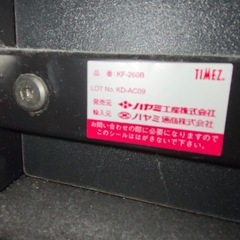 TIMEZ
品 番 : KF-260B
LOT No. KD-AC09
発売元 ハヤミ工産株式会社
輸入元 ハヤミ通商株式会社
お問い合わせに必要になりますので
このシールははがさないで下さい。